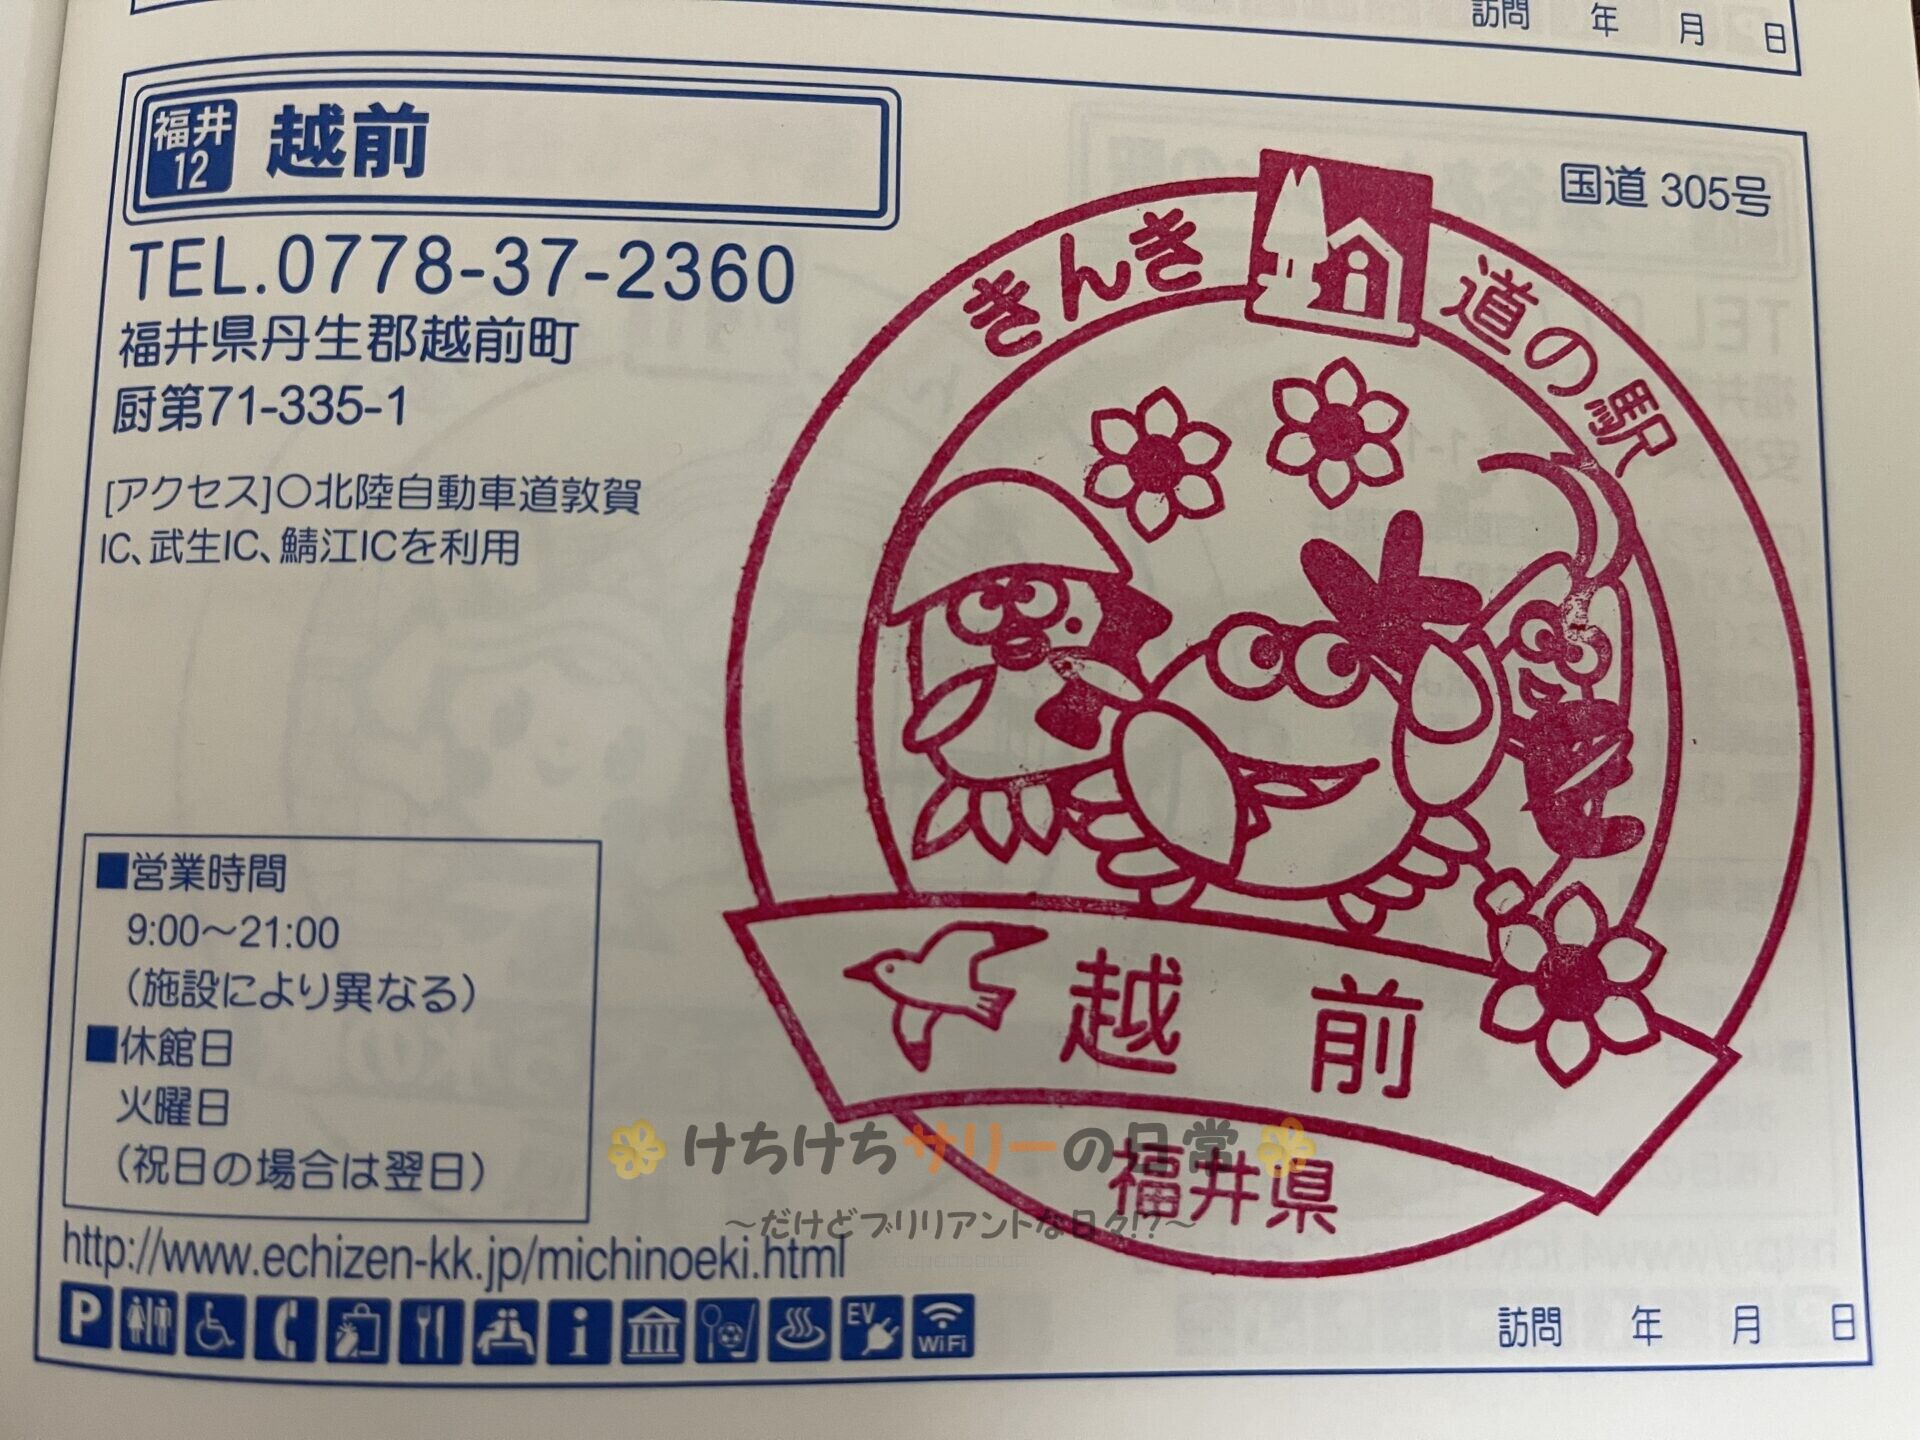 訪問 年 月 日
福井
12
越前
国道 305号
TEL.0778-37-2360
福井県丹生郡越前町
厨第71-335-1
[アクセス]○北陸自動車道敦賀
IC、武生IC、鯖江ICを利用
きんき 道の駅
越前
福井県
■営業時間
9:00～21:00
(施設により異なる)
■休館日
火曜日
(祝日の場合は翌日)
けちけちサリーの日常
～だけどブリリアントな日々!?～
http://www.echizen-kk.jp/michinoeki.html
P
i
EV
WiFi
訪問 年 月 日